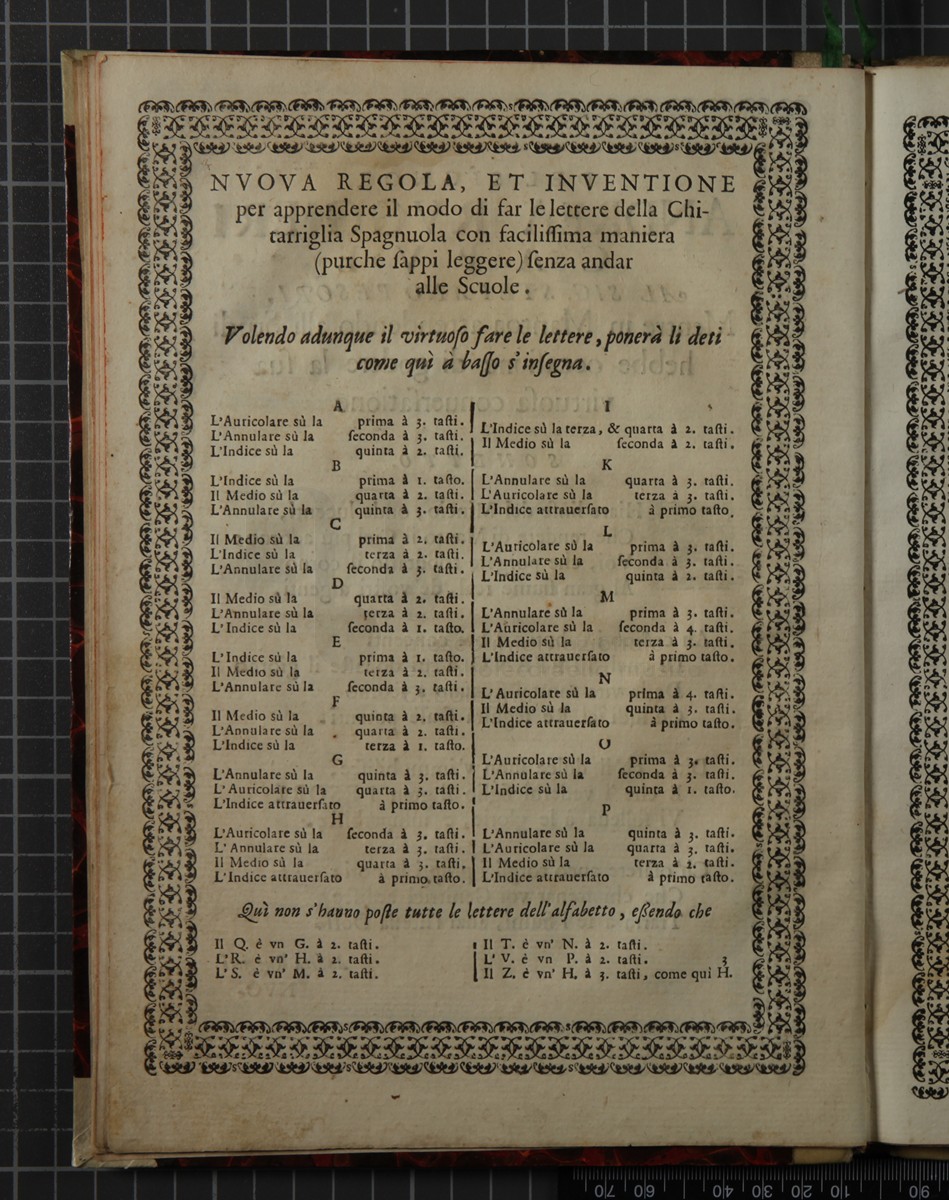 NVOVA REGOLA, ET INVENTIONE
per apprendere il modo di far le lettere della Chi-
tarriglia Spagnuola con faciliſſima maniera
(purche ſappi leggere) ſenza andar
alle Scuole.
Volendo adunque il virtuoſo fare le lettere, ponerà li deti
come quì à baſſo s'inſegna.
A
L'Auricolare sù la prima à 3. taſti.
L'Annulare sù la ſeconda à 3. taſti.
L'Indice sù la quinta à 2. taſti.
B
L'Indice sù la prima à 1. taſto.
Il Medio sù la quarta à 2. taſti.
L'Annulare sù la quinta à 3. taſti.
C
Il Medio sù la prima à 2. taſti.
L'Indice sù la terza à 2. taſti.
L'Annulare sù la ſeconda à 3. taſti.
D
Il Medio sù la quarta à 2. taſti.
L'Annulare sù la terza à 2. taſti.
L'Indice sù la ſeconda à 1. taſto.
E
L'Indice sù la prima à 1. taſto.
Il Medio sù la terza à 2. taſti.
L'Annulare sù la ſeconda à 3. taſti.
F
Il Medio sù la quinta à 2. taſti.
L'Annulare sù la quarta à 2. taſti.
L'Indice sù la terza à 1. taſto.
G
L'Annulare sù la quinta à 3. taſti.
L'Auricolare sù la quarta à 3. taſti.
L'Indice attrauerſato à primo taſto.
H
L'Auricolare sù la ſeconda à 3. taſti.
L'Annulare sù la terza à 3. taſti.
Il Medio sù la quarta à 3. taſti.
L'Indice attrauerſato à primo taſto.
I
L'Indice sù la terza, & quarta à 2. taſti.
Il Medio sù la ſeconda à 2. taſti.
K
L'Annulare sù la quarta à 3. taſti.
L'Auricolare sù la terza à 3. taſti.
L'Indice attrauerſato à primo taſto.
L
L'Auricolare sù la prima à 3. taſti.
L'Annulare sù la ſeconda à 3. taſti.
L'Indice sù la quinta à 2. taſti.
M
L'Annulare sù la prima à 3. taſti.
L'Auricolare sù la ſeconda à 4. taſti.
Il Medio sù la terza à 3. taſti.
L'Indice attrauerſato à primo taſto.
N
L'Auricolare sù la prima à 4. taſti.
Il Medio sù la quinta à 3. taſti.
L'Indice attrauerſato à primo taſto.
O
L'Auricolare sù la prima à 3. taſti.
L'Annulare sù la ſeconda à 3. taſti.
L'Indice sù la quinta à 1. taſto.
P
L'Annulare sù la quinta à 3. taſti.
L'Auricolare sù la quarta à 3. taſti.
Il Medio sù la terza à 2. taſti.
L'Indice attrauerſato à primo taſto.
Quì non s'hanno poſte tutte le lettere dell'alfabetto, eßendo che
Il Q. è vn G. à 2. taſti.
L'R. è vn' H. à 2. taſti.
L'S. è vn' M. à 2. taſti.
Il T. è vn' N. à 2. taſti.
L'V. è vn P. à 2. taſti. 3
Il Z. è vn' H. à 3. taſti, come qui H.
70 60 50 40 30 20 10 0
90